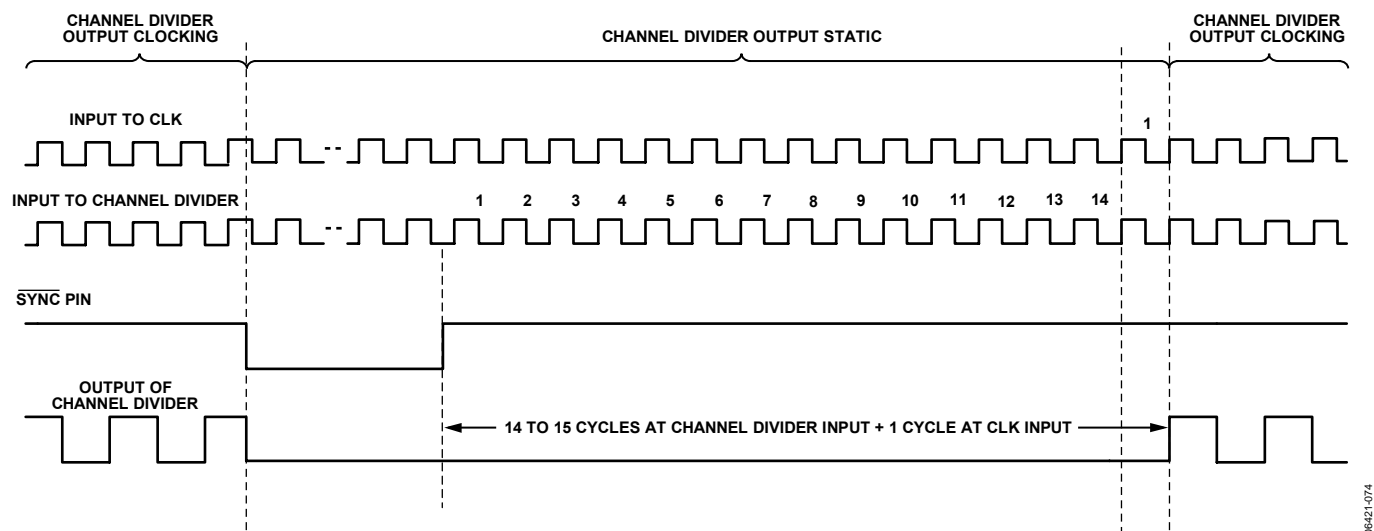 CHANNEL DIVIDER
OUTPUT CLOCKING
CHANNEL DIVIDER OUTPUT STATIC
CHANNEL DIVIDER
OUTPUT CLOCKING
INPUT TO CLK
1
INPUT TO CHANNEL DIVIDER
1 2 3 4 5 6 7 8 9 10 11 12 13 14
SYNC PIN
OUTPUT OF
CHANNEL DIVIDER
14 TO 15 CYCLES AT CHANNEL DIVIDER INPUT + 1 CYCLE AT CLK INPUT
06421-074